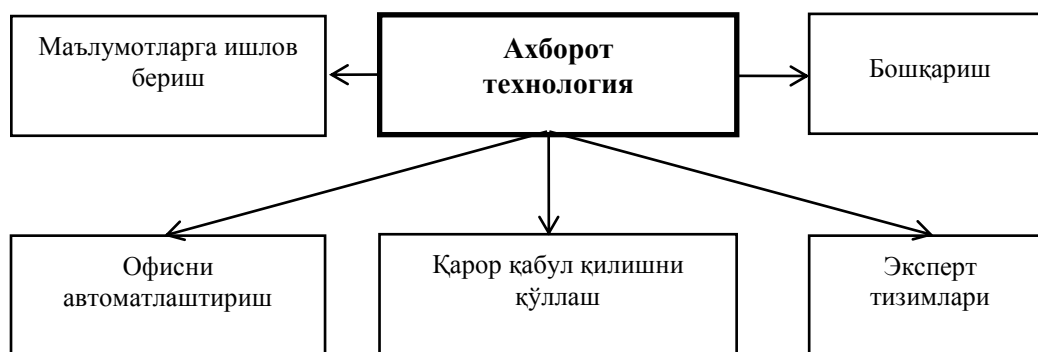 Маълумотларга ишлов
бериш
Ахборот
технология
Бошқариш
Офисни
автоматлаштириш
Қарор қабул қилишни
қўллаш
Эксперт
тизимлари